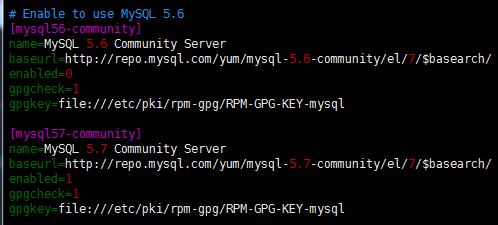 # Enable to use MySQL 5.6
[mysql56-community]
name=MySQL 5.6 Community Server
baseurl=http://repo.mysql.com/yum/mysql-5.6-community/el/7/$basearch/
enabled=0
gpgcheck=1
gpgkey=file:///etc/pki/rpm-gpg/RPM-GPG-KEY-mysql
[mysql57-community]
name=MySQL 5.7 Community Server
baseurl=http://repo.mysql.com/yum/mysql-5.7-community/el/7/$basearch/
enabled=1
gpgcheck=1
gpgkey=file:///etc/pki/rpm-gpg/RPM-GPG-KEY-mysql